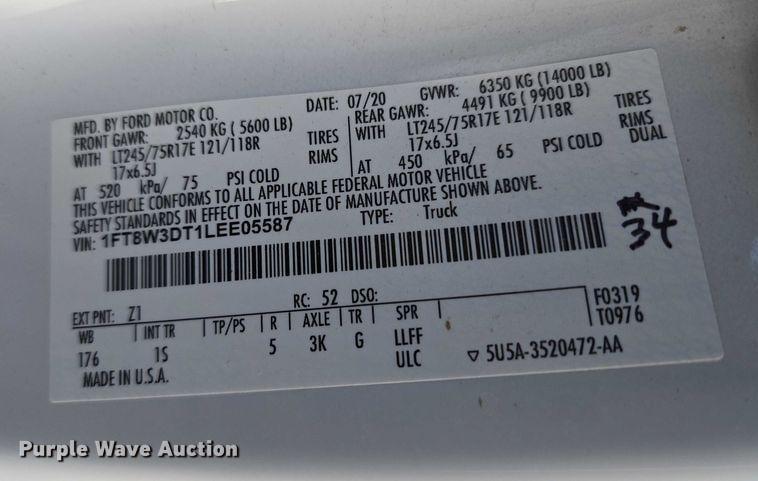 MFD. BY FORD MOTOR CO.
DATE: 07/20 GVWR: 6350 KG (14000 LB)
FRONT GAWR: 2540 KG ( 5600 LB) REAR GAWR: 4491 KG ( 9900 LB)
WITH LT245/75R17E 121/118R TIRES WITH LT245/75R17E 121/118R TIRES
17x6.5J RIMS 17x6.5J RIMS
AT 520 kPa/ 75 PSI COLD AT 450 kPa/ 65 PSI COLD DUAL
THIS VEHICLE CONFORMS TO ALL APPLICABLE FEDERAL MOTOR VEHICLE
SAFETY STANDARDS IN EFFECT ON THE DATE OF MANUFACTURE SHOWN ABOVE.
VIN: 1FT8W3DT1LEE05587 TYPE: Truck
34
EXT PNT: Z1 RC: 52 DSO:
WB INT TR TP/PS R AXLE TR SPR F0319
176 1S 5 3K G LLFF T0976
ULC
MADE IN U.S.A. ▽ 5U5A-3520472-AA
Purple Wave Auction